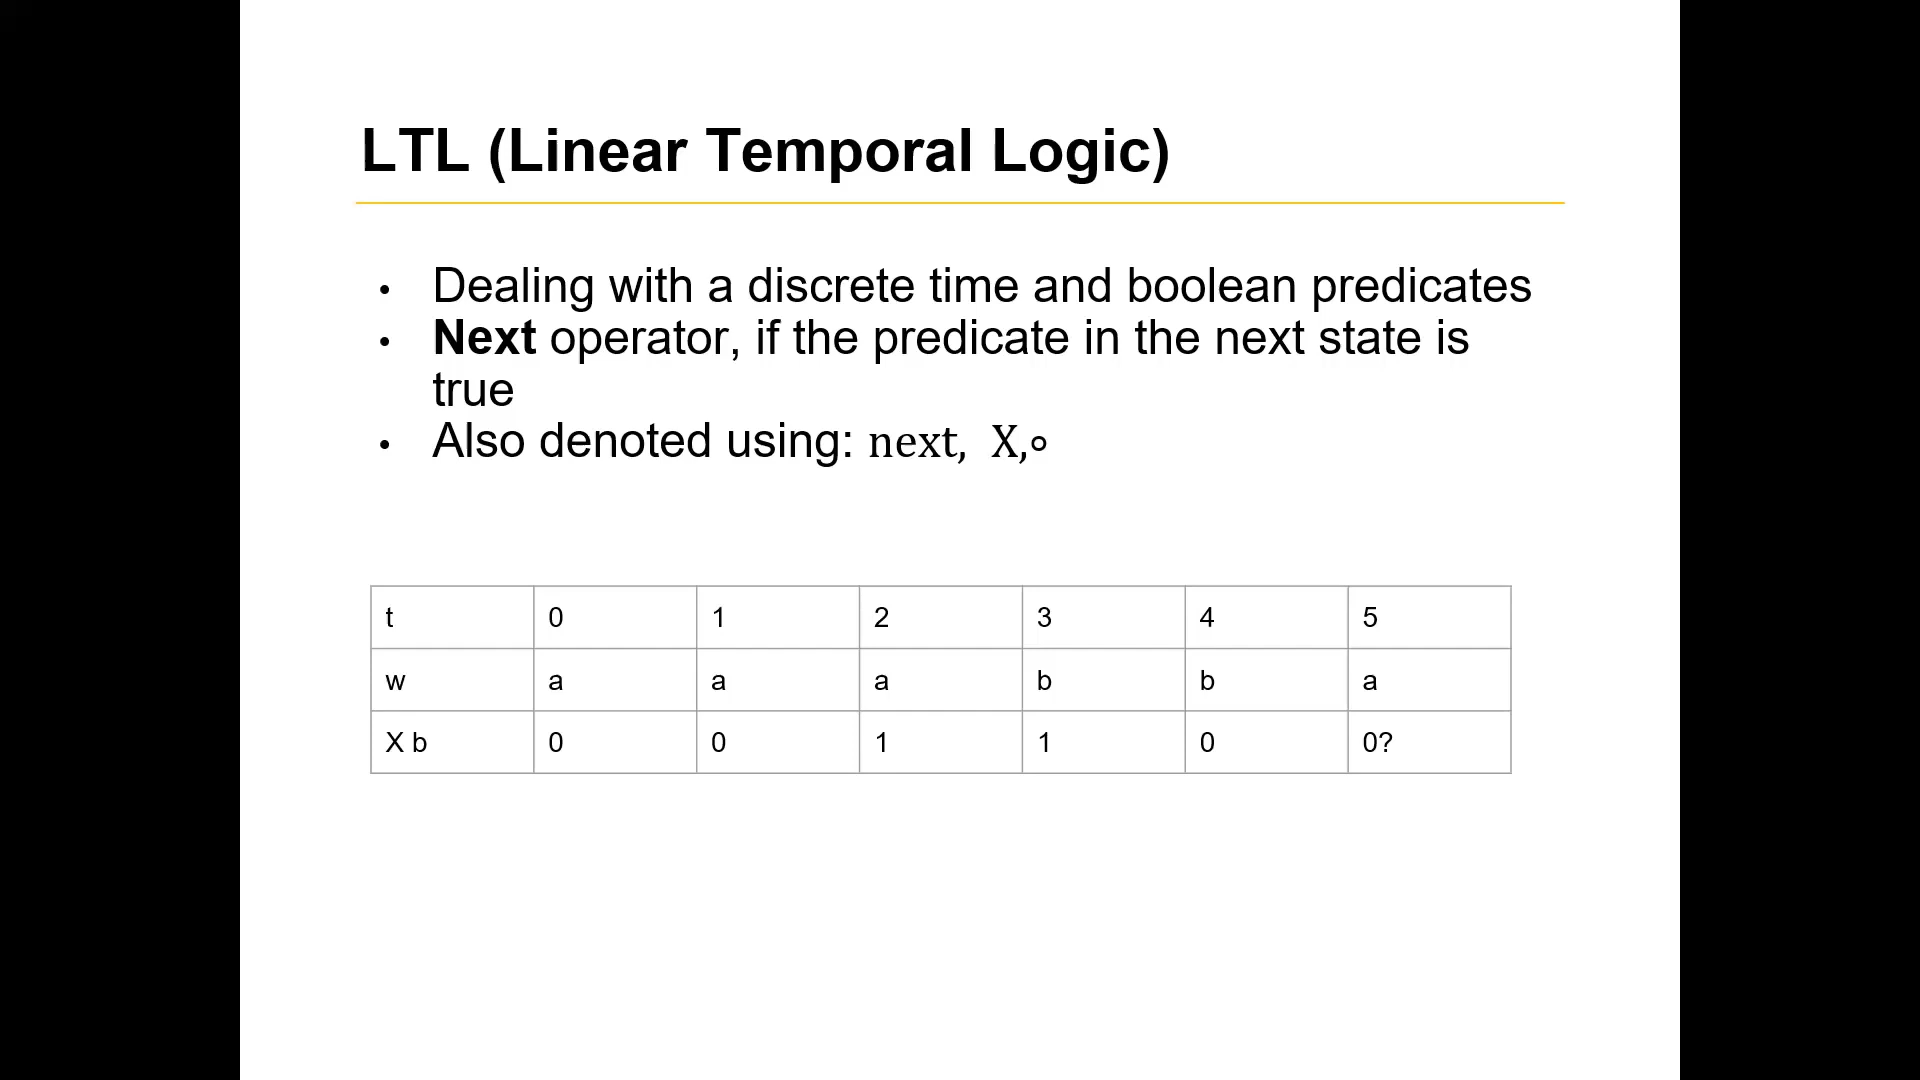 LTL (Linear Temporal Logic)
• Dealing with a discrete time and boolean predicates
• Next operator, if the predicate in the next state is
true
• Also denoted using: next, X,∘
t 0 1 2 3 4 5
w a a a b b a
X b 0 0 1 1 0 0?